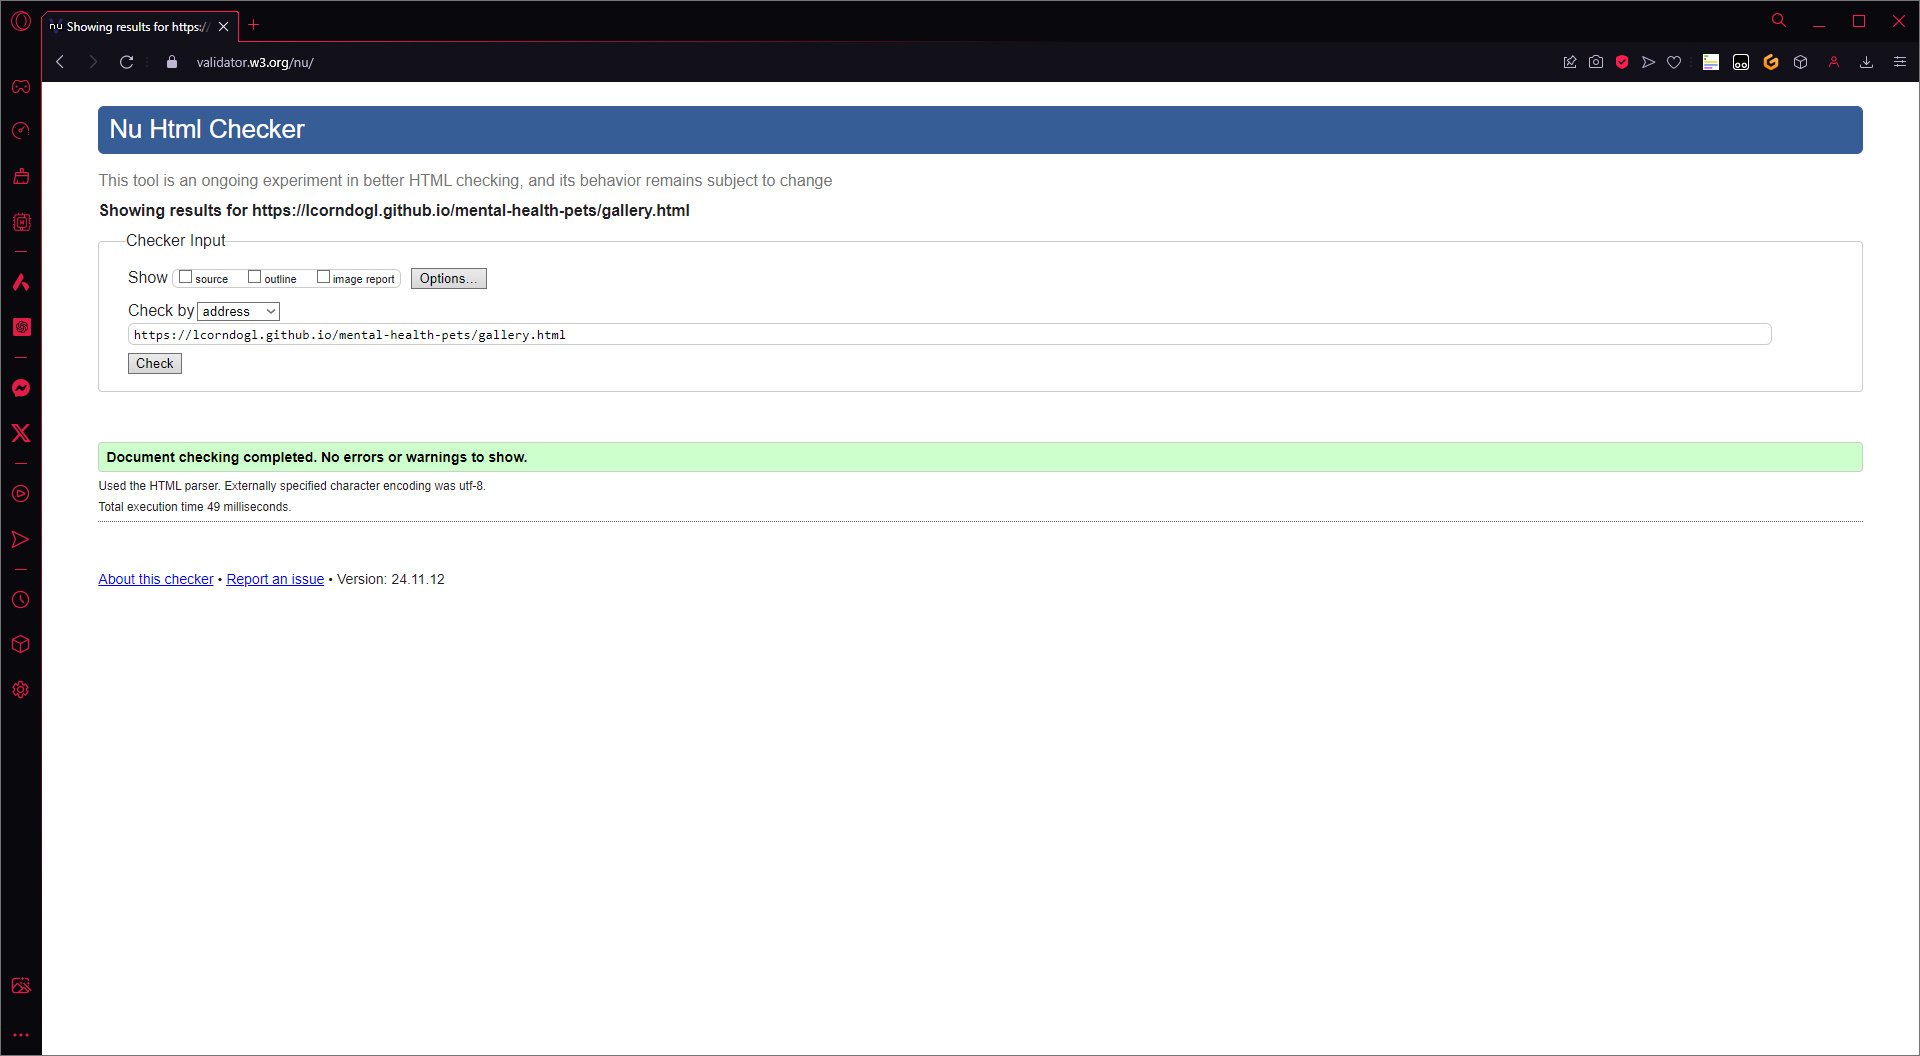 nu Showing results for https:/
validator.w3.org/nu/
Nu Html Checker
This tool is an ongoing experiment in better HTML checking, and its behavior remains subject to change
Showing results for https://lcorndogl.github.io/mental-health-pets/gallery.html
Checker Input
Show source outline image report Options...
Check by address
https://lcorndogl.github.io/mental-health-pets/gallery.html
Check
Document checking completed. No errors or warnings to show.
Used the HTML parser. Externally specified character encoding was utf-8.
Total execution time 49 milliseconds.
About this checker • Report an issue • Version: 24.11.12